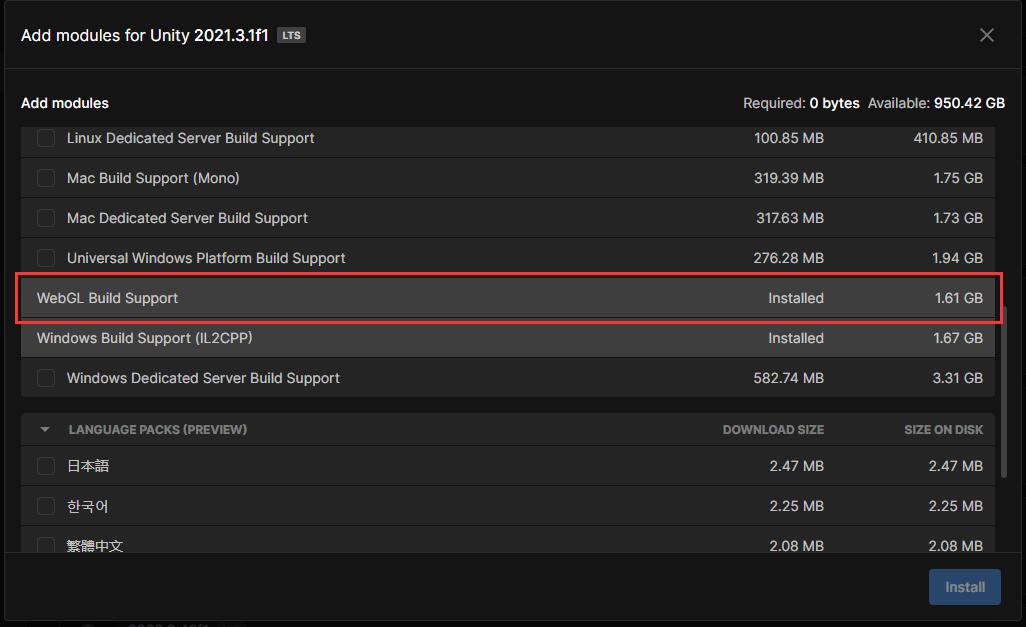 Add modules for Unity 2021.3.1f1 LTS
Add modules Required: 0 bytes Available: 950.42 GB
Linux Dedicated Server Build Support 100.85 MB 410.85 MB
Mac Build Support (Mono) 319.39 MB 1.75 GB
Mac Dedicated Server Build Support 317.63 MB 1.73 GB
Universal Windows Platform Build Support 276.28 MB 1.94 GB
WebGL Build Support Installed 1.61 GB
Windows Build Support (IL2CPP) Installed 1.67 GB
Windows Dedicated Server Build Support 582.74 MB 3.31 GB
LANGUAGE PACKS (PREVIEW) DOWNLOAD SIZE SIZE ON DISK
日本語 2.47 MB 2.47 MB
한국어 2.25 MB 2.25 MB
繁體中文 2.08 MB 2.08 MB
Install